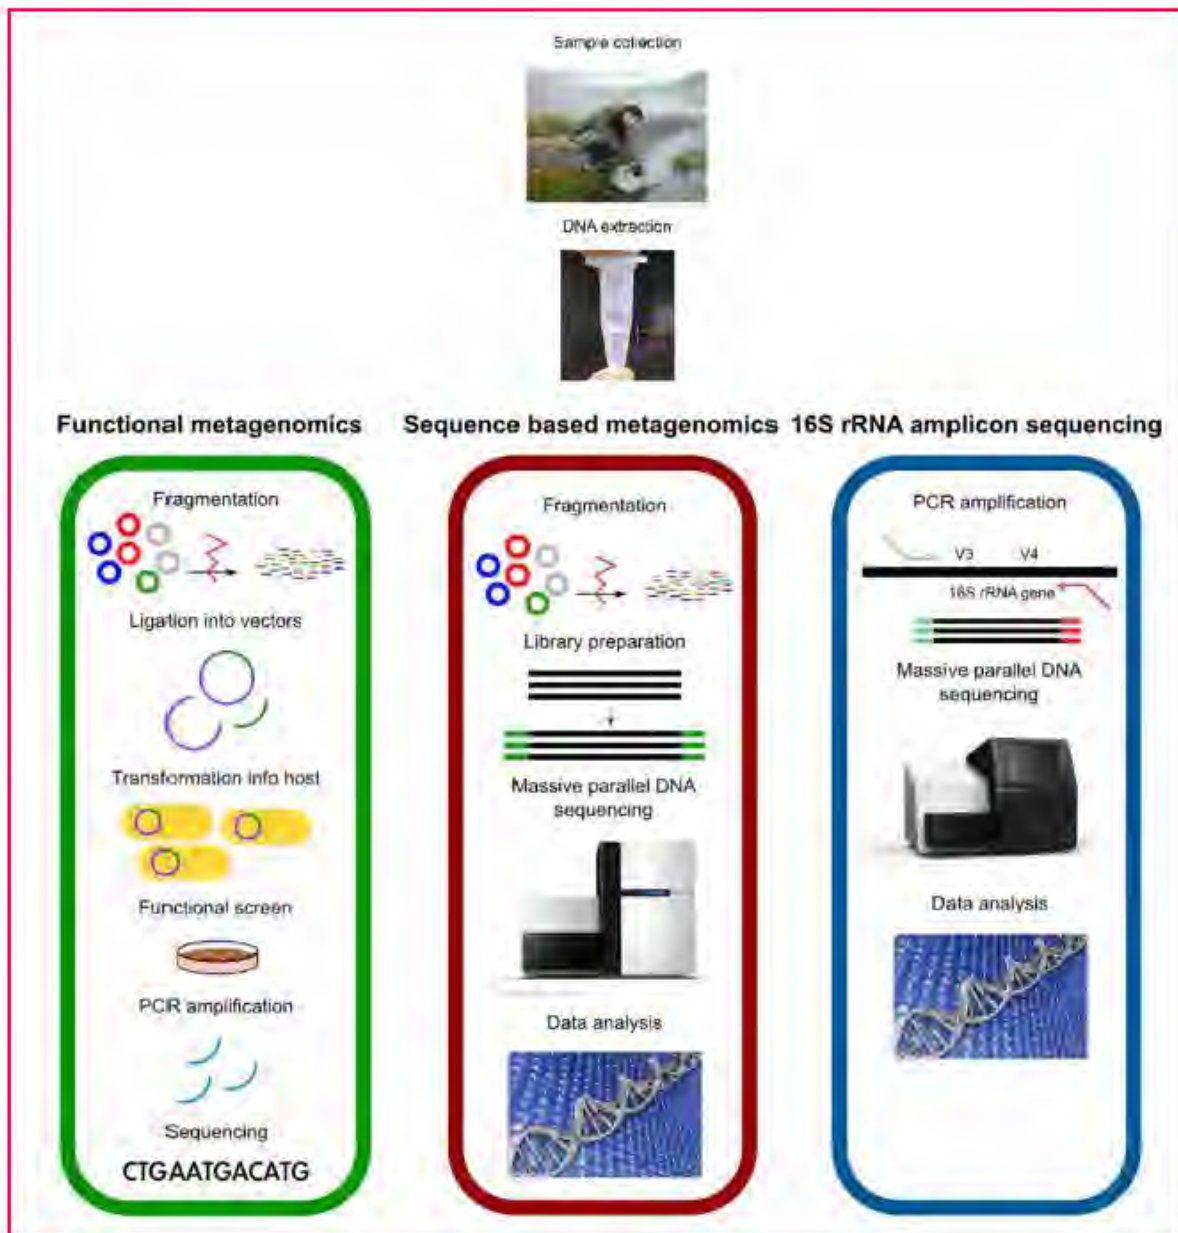 Sample collection
DNA extraction
Functional metagenomics
Sequence based metagenomics
16S rRNA amplicon sequencing
Fragmentation
Ligation into vectors
Transformation info host
Functional screen
PCR amplification
Sequencing
CTGAATGACATG
Fragmentation
Library preparation
Massive parallel DNA
sequencing
Data analysis
PCR amplification
V3 V4
16S rRNA gene
Massive parallel DNA
sequencing
Data analysis